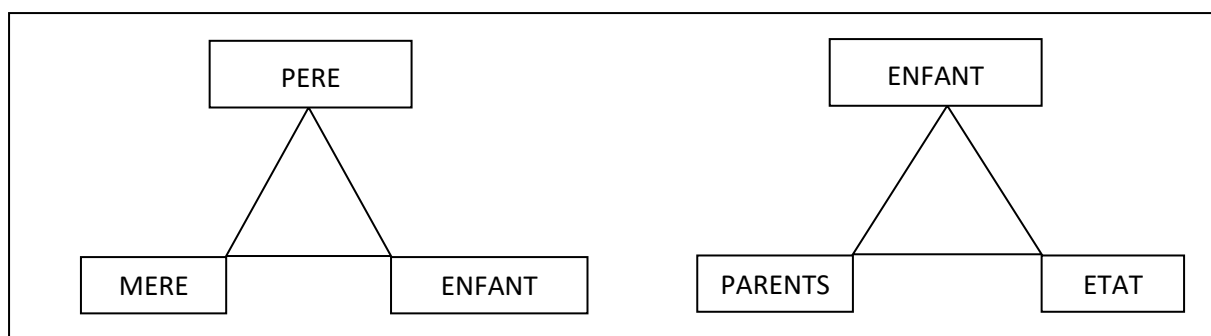 PERE
ENFANT
MERE
ENFANT
PARENTS
ETAT